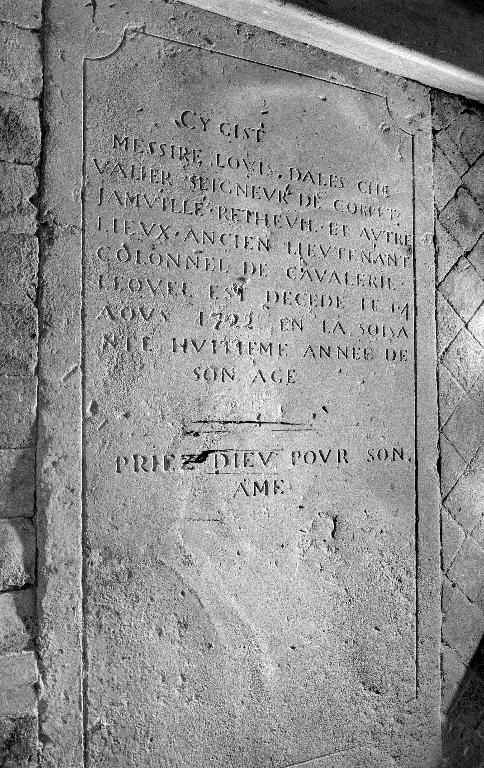 CY GIST
MESSIRE LOVIS DALES CHE
VALIER SEIGNEVR DE CORBET,
JAMVILLE, RETHEVIL, ET AVTRE
LIEVX, ANCIEN LIEVTENANT
COLONNEL DE CAVALERIE,
LEQVEL EST DECEDE LE 14
AOVS 1722 EN LA SOISA
NTE HVITIEME ANNEE DE
SON AGE
PRIEZ DIEV POVR SON
AME